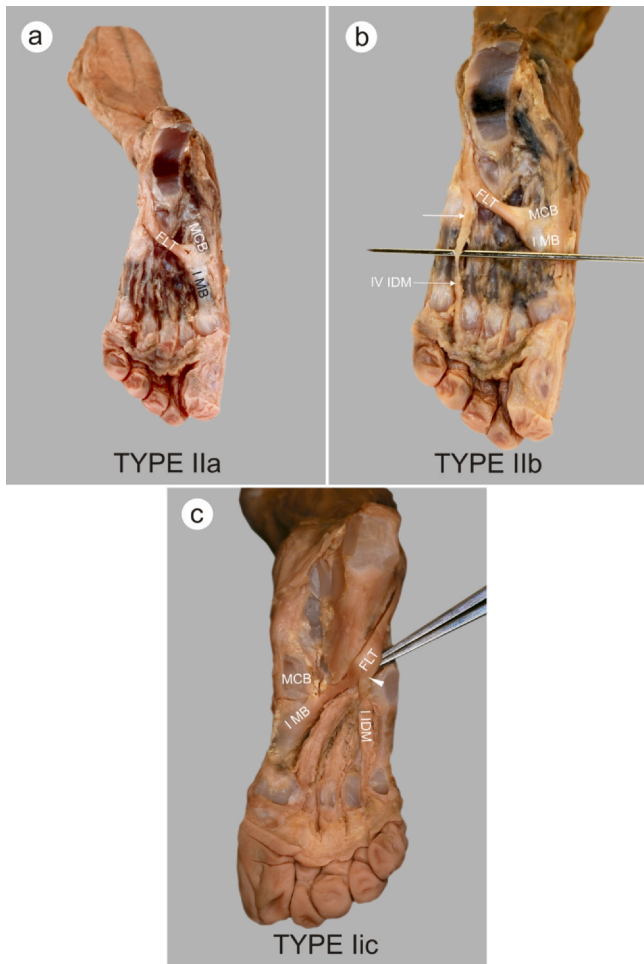 a
FLT
MCB
I MB
TYPE IIa
b
FLT
MCB
I MB
IV IDM
TYPE IIb
c
FLT
MCB
I MB
I IDM
TYPE Iic